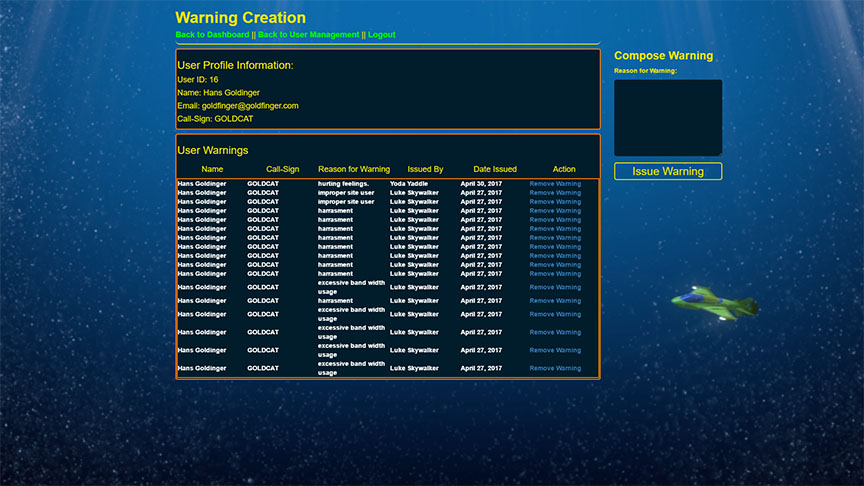 Warning Creation
Back to Dashboard || Back to User Management || Logout
User Profile Information:
User ID: 16
Name: Hans Goldinger
Email: goldfinger@goldfinger.com
Call-Sign: GOLDCAT
User Warnings
Name Call-Sign Reason for Warning Issued By Date Issued Action
Hans Goldinger GOLDCAT hurting feelings. Yoda Yaddle April 30, 2017 Remove Warning
Hans Goldinger GOLDCAT improper site user Luke Skywalker April 27, 2017 Remove Warning
Hans Goldinger GOLDCAT improper site user Luke Skywalker April 27, 2017 Remove Warning
Hans Goldinger GOLDCAT harrasment Luke Skywalker April 27, 2017 Remove Warning
Hans Goldinger GOLDCAT harrasment Luke Skywalker April 27, 2017 Remove Warning
Hans Goldinger GOLDCAT harrasment Luke Skywalker April 27, 2017 Remove Warning
Hans Goldinger GOLDCAT harrasment Luke Skywalker April 27, 2017 Remove Warning
Hans Goldinger GOLDCAT harrasment Luke Skywalker April 27, 2017 Remove Warning
Hans Goldinger GOLDCAT harrasment Luke Skywalker April 27, 2017 Remove Warning
Hans Goldinger GOLDCAT harrasment Luke Skywalker April 27, 2017 Remove Warning
Hans Goldinger GOLDCAT harrasment Luke Skywalker April 27, 2017 Remove Warning
Hans Goldinger GOLDCAT excessive band width usage Luke Skywalker April 27, 2017 Remove Warning
Hans Goldinger GOLDCAT harrasment Luke Skywalker April 27, 2017 Remove Warning
Hans Goldinger GOLDCAT excessive band width usage Luke Skywalker April 27, 2017 Remove Warning
Hans Goldinger GOLDCAT excessive band width usage Luke Skywalker April 27, 2017 Remove Warning
Hans Goldinger GOLDCAT excessive band width usage Luke Skywalker April 27, 2017 Remove Warning
Hans Goldinger GOLDCAT excessive band width usage Luke Skywalker April 27, 2017 Remove Warning
Compose Warning
Reason for Warning:
Issue Warning